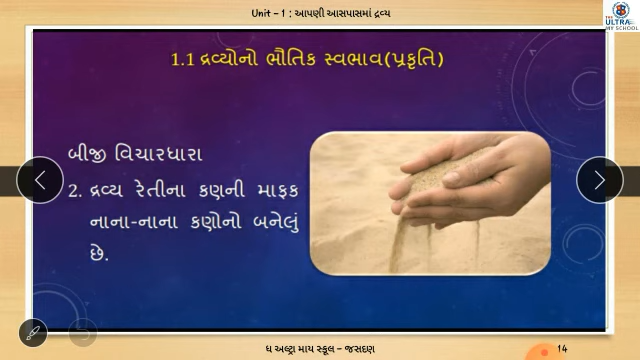 Unit – 1 : આપણી આસપાસમાં દ્રવ્ય
THE
ULTRA
MY SCHOOL
1.1 દ્રવ્યોનો ભૌતિક સ્વભાવ(પ્રકૃતિ)
બીજી વિચારધારા
2. દ્રવ્ય રેતીના કણની માફક
નાના-નાના કણોનો બનેલું
છે.
ધ અલ્ટ્રા માય સ્કૂલ – જસદણ
14